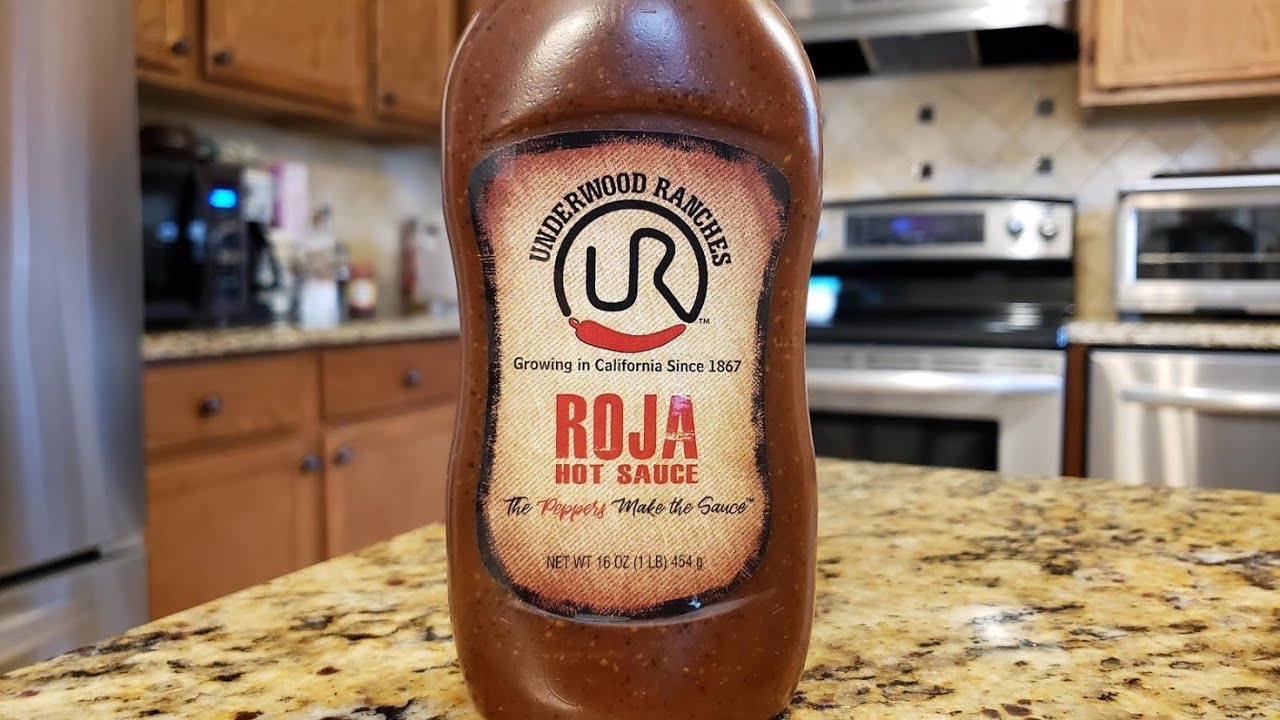 UNDERWOOD RANCHES
UR
TM
Growing in California Since 1867
ROJA
HOT SAUCE
The Peppers Make the Sauce™
NET WT 16 OZ (1 LB) 454 g